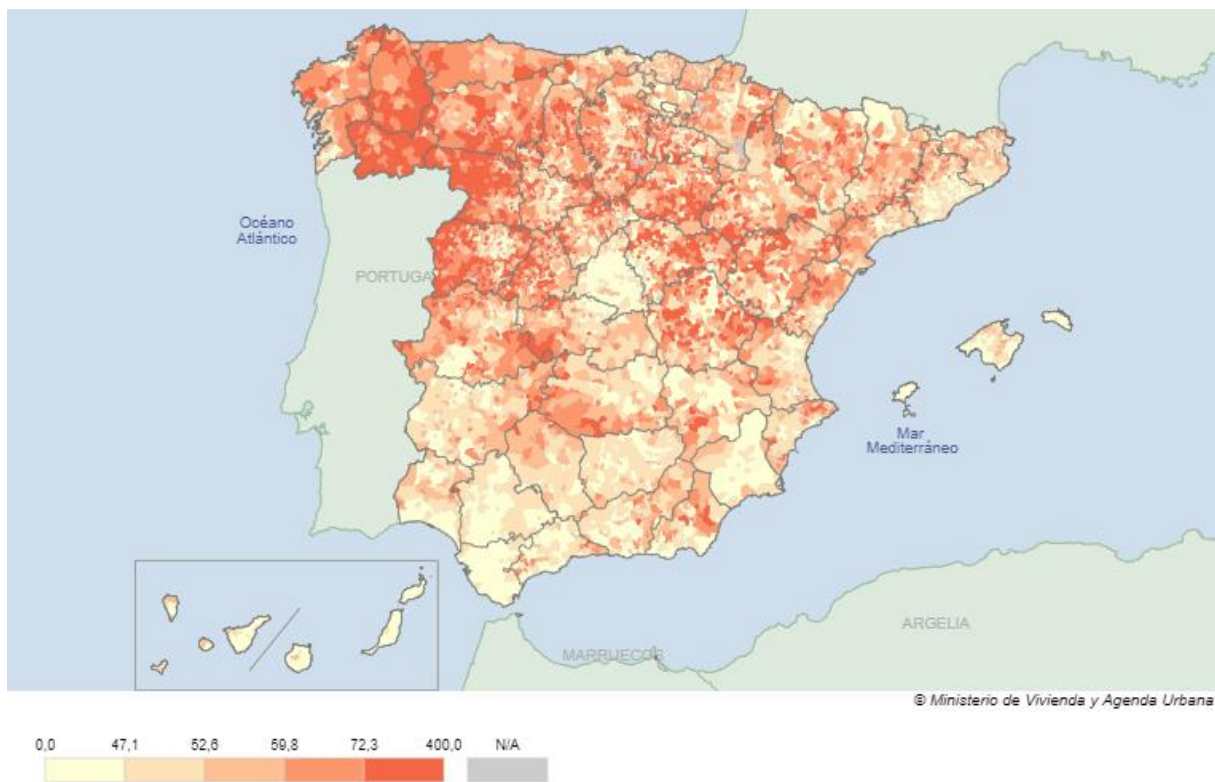 Océano
Atlántico
PORTUGA
Mar
Mediterráneo
ARGELIA
MARRUECOS
© Ministerio de Vivienda y Agenda Urbana
0,0 47,1 52,6 59,8 72,3 400,0 N/A